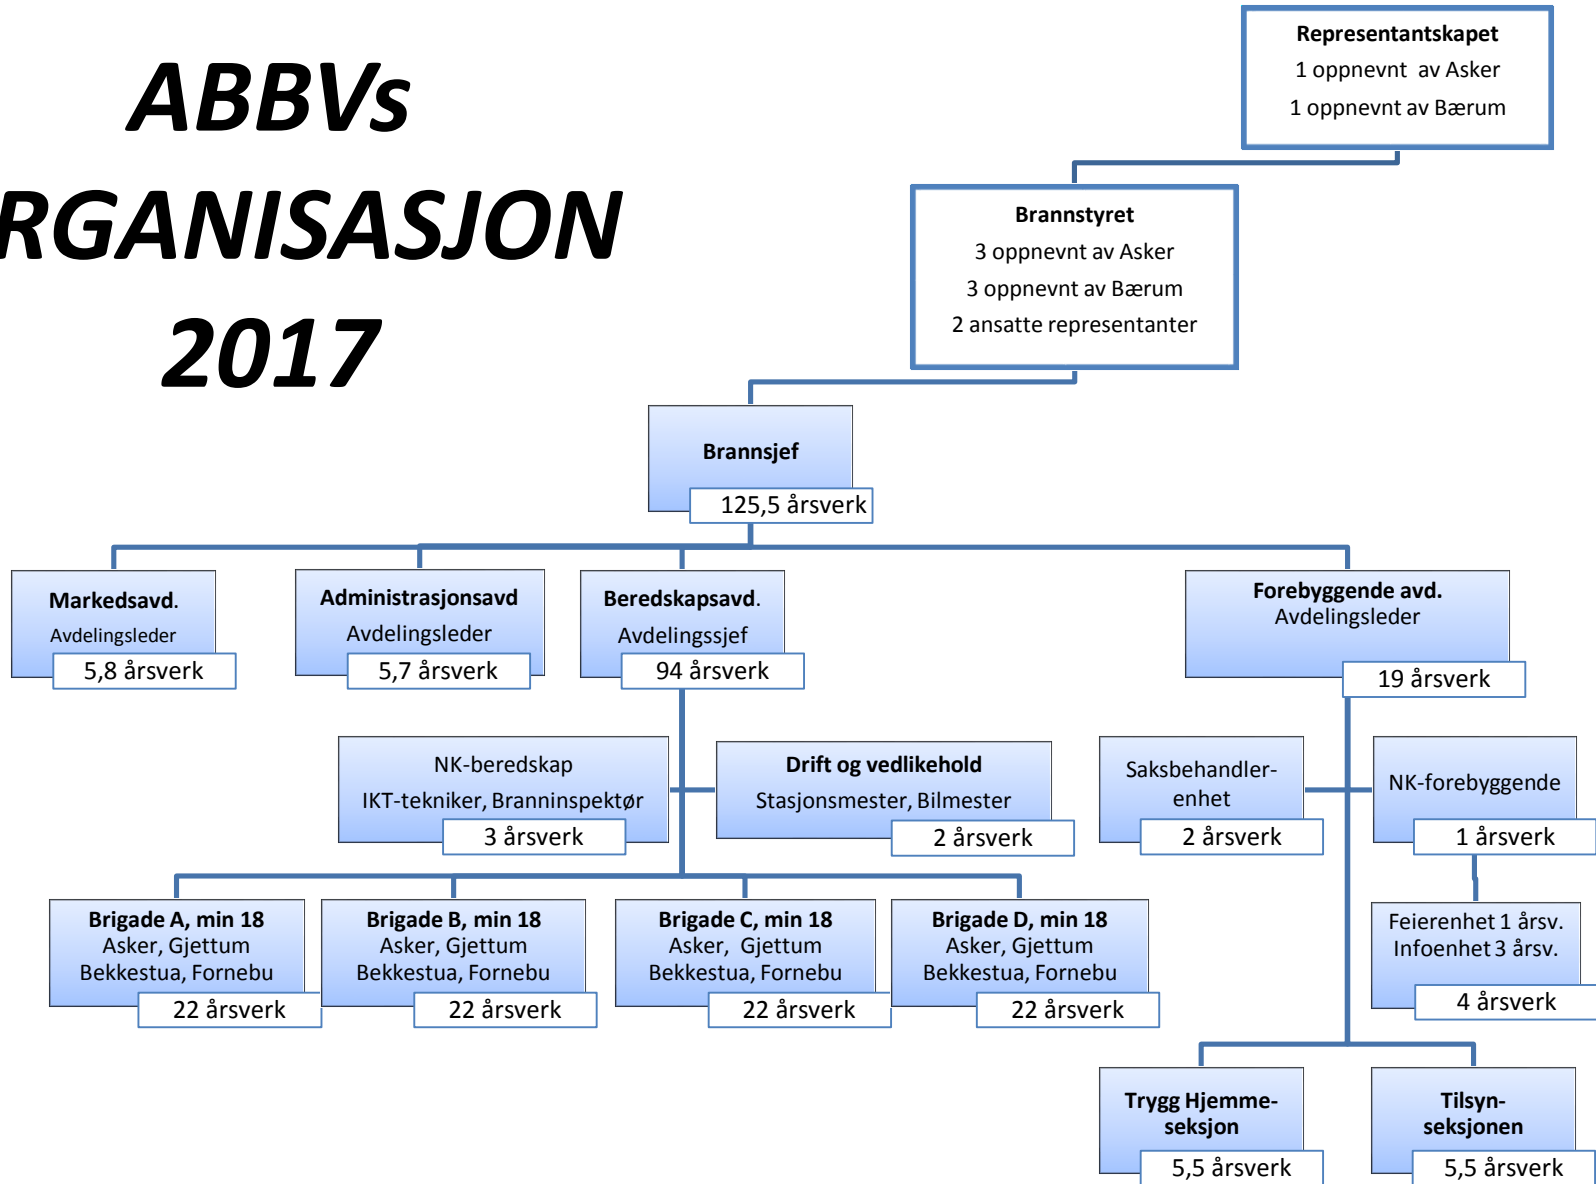 ABBVs
RGANISASJON
2017
Representantskapet
1 oppnevnt av Asker
1 oppnevnt av Bærum
Brannstyret
3 oppnevnt av Asker
3 oppnevnt av Bærum
2 ansatte representanter
Brannsjef
125,5 årsverk
Markedsavd.
Avdelingsleder
5,8 årsverk
Administrasjonsavd
Avdelingsleder
5,7 årsverk
Beredskapsavd.
Avdelingssjef
94 årsverk
Forebyggende avd.
Avdelingsleder
19 årsverk
NK-beredskap
IKT-tekniker, Branninspektør
3 årsverk
Drift og vedlikehold
Stasjonsmester, Bilmester
2 årsverk
Saksbehandler-
enhet
2 årsverk
NK-forebyggende
1 årsverk
Brigade A, min 18
Asker, Gjettum
Bekkestua, Fornebu
22 årsverk
Brigade B, min 18
Asker, Gjettum
Bekkestua, Fornebu
22 årsverk
Brigade C, min 18
Asker, Gjettum
Bekkestua, Fornebu
22 årsverk
Brigade D, min 18
Asker, Gjettum
Bekkestua, Fornebu
22 årsverk
Feierenhet 1 årsv.
Infoenhet 3 årsv.
4 årsverk
Trygg Hjemme-
seksjon
5,5 årsverk
Tilsyn-
seksjonen
5,5 årsverk